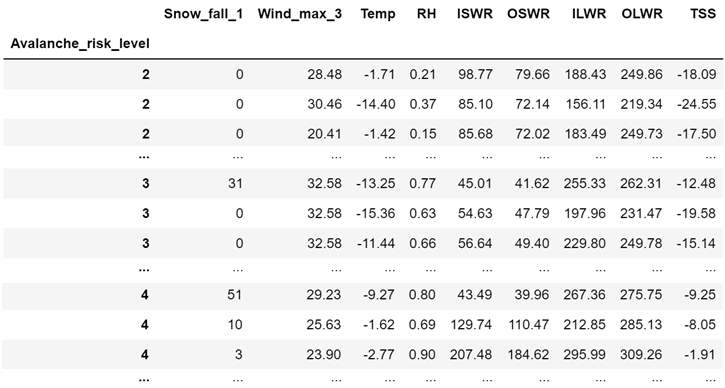 Snow_fall_1 Wind_max_3 Temp RH ISWR OSWR ILWR OLWR TSS
Avalanche_risk_level
2 0 28.48 -1.71 0.21 98.77 79.66 188.43 249.86 -18.09
2 0 30.46 -14.40 0.37 85.10 72.14 156.11 219.34 -24.55
2 0 20.41 -1.42 0.15 85.68 72.02 183.49 249.73 -17.50
... ... ... ... ... ... ... ... ... ...
3 31 32.58 -13.25 0.77 45.01 41.62 255.33 262.31 -12.48
3 0 32.58 -15.36 0.63 54.63 47.79 197.96 231.47 -19.58
3 0 32.58 -11.44 0.66 56.64 49.40 229.80 249.78 -15.14
... ... ... ... ... ... ... ... ... ...
4 51 29.23 -9.27 0.80 43.49 39.96 267.36 275.75 -9.25
4 10 25.63 -1.62 0.69 129.74 110.47 212.85 285.13 -8.05
4 3 23.90 -2.77 0.90 207.48 184.62 295.99 309.26 -1.91
... ... ... ... ... ... ... ... ... ...